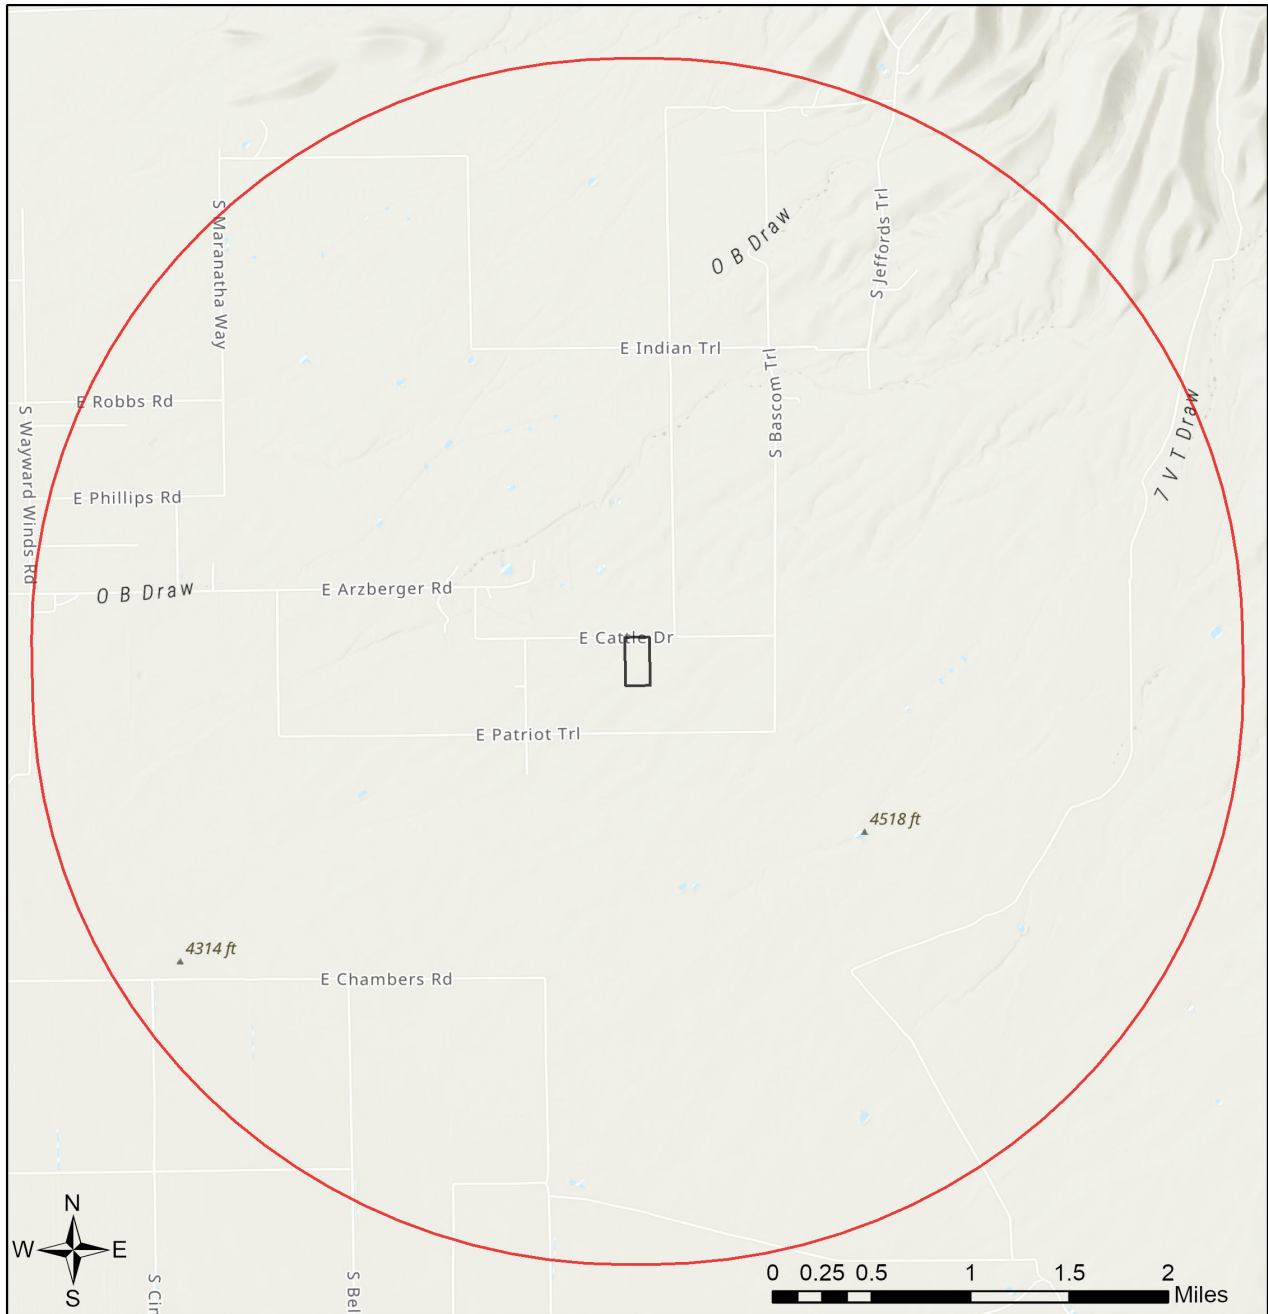 S Maranatha Way
O B Draw
S Jeffords Trl
E Indian Trl
S Bascom Trl
E Robbs Rd
7 V T Draw
S Wayward Winds Rd
E Phillips Rd
O B Draw
E Arzberger Rd
E Cattle Dr
E Patriot Trl
4518 ft
4314 ft
E Chambers Rd
N
W E
S
S Cir
S Bel
0 0.25 0.5 1 1.5 2
Miles